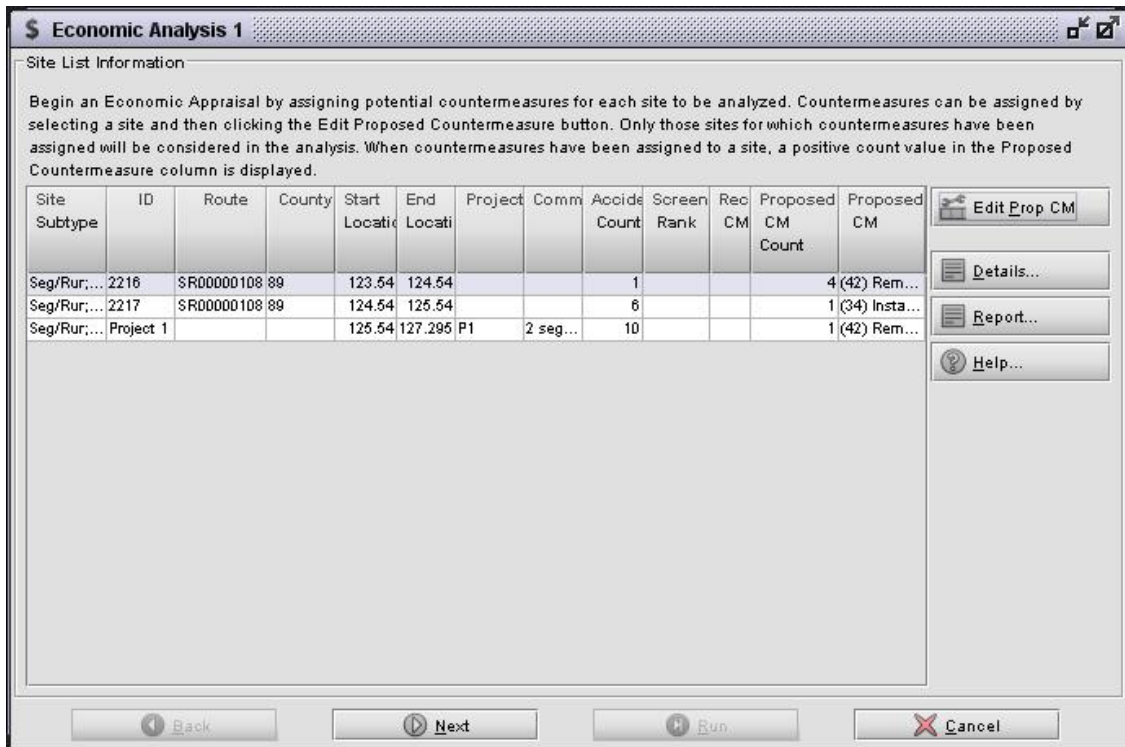 $ Economic Analysis 1
Site List Information
Begin an Economic Appraisal by assigning potential countermeasures for each site to be analyzed. Countermeasures can be assigned by
selecting a site and then clicking the Edit Proposed Countermeasure button. Only those sites for which countermeasures have been
assigned will be considered in the analysis. When countermeasures have been assigned to a site, a positive count value in the Proposed
Countermeasure column is displayed.
Site ID Route County Start End Project Comm Accide Screen Rec Proposed Proposed
Subtype Locatio Locati Count Rank CM CM CM
Count
Seg/Rur;... 2216 SR00000108 89 123.54 124.54 1 4 (42) Rem...
Seg/Rur;... 2217 SR00000108 89 124.54 125.54 6 1 (34) Insta...
Seg/Rur;... Project 1 125.54 127.295 P1 2 seg... 10 1 (42) Rem...
Edit Prop CM
Details...
Report...
Help...
Back Next Run Cancel